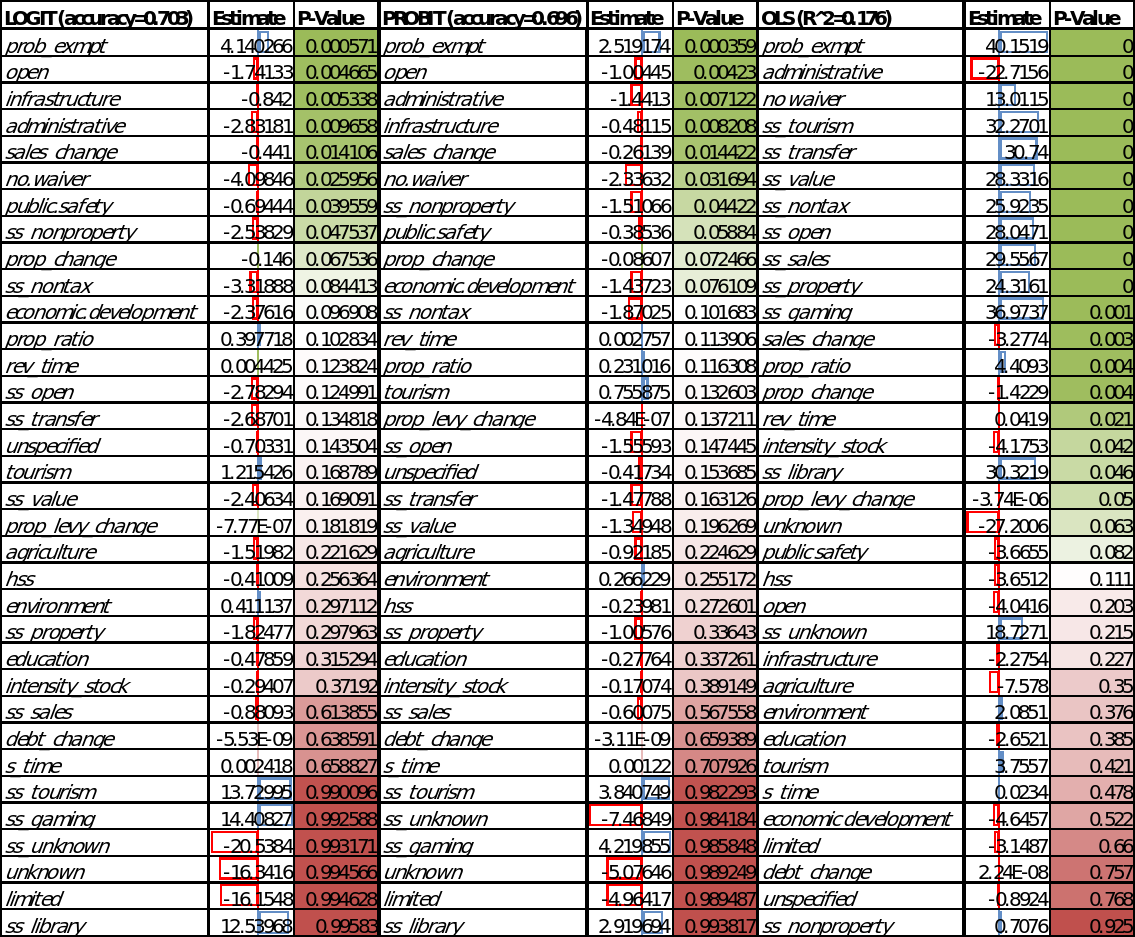 LOGIT (accuracy=0.703) Estimate P-Value PROBIT (accuracy=0.696) Estimate P-Value OLS (R^2=0.176) Estimate P-Value
prob_exmpt 4.140266 0.000571 prob_exmpt 2.519174 0.000359 prob_exmpt 40.1519 0
open -1.74133 0.004665 open -1.00445 0.00423 administrative -22.7156 0
infrastructure -0.842 0.005338 administrative -1.4413 0.007122 no waiver 13.0115 0
administrative -2.83181 0.009658 infrastructure -0.48115 0.008208 ss_tourism 32.2701 0
sales_change -0.441 0.014106 sales_change -0.26139 0.014422 ss_transfer 30.74 0
no.waiver -4.09846 0.025956 no.waiver -2.33632 0.031694 ss_value 28.3316 0
public.safety -0.69444 0.039559 ss_nonproperty -1.51066 0.04422 ss_nontax 25.9235 0
ss_nonproperty -2.53829 0.047537 public.safety -0.38536 0.05884 ss_open 28.0471 0
prop_change -0.146 0.067536 prop_change -0.08607 0.072466 ss_sales 29.5567 0
ss_nontax -3.31888 0.084413 economic.development -1.43723 0.076109 ss_property 24.3161 0
economic.development -2.37616 0.096908 ss_nontax -1.87025 0.101683 ss_gaming 36.9737 0.001
prop_ratio 0.397718 0.102834 rev_time 0.002757 0.113906 sales_change -3.2774 0.003
rev_time 0.004425 0.123824 prop_ratio 0.231016 0.116308 prop_ratio 4.4093 0.004
ss_open -2.78294 0.124991 tourism 0.755875 0.132603 prop_change -1.4229 0.004
ss_transfer -2.68701 0.134818 prop_levy_change -4.84E-07 0.137211 rev_time 0.0419 0.021
unspecified -0.70331 0.143504 ss_open -1.55593 0.147445 intensity_stock -4.1753 0.042
tourism 1.215426 0.168789 unspecified -0.41734 0.153685 ss_library 30.3219 0.046
ss_value -2.40634 0.169091 ss_transfer -1.47788 0.163126 prop_levy_change -3.74E-06 0.05
prop_levy_change -7.77E-07 0.181819 ss_value -1.34948 0.196269 unknown -27.2006 0.063
agriculture -1.51982 0.221629 agriculture -0.92185 0.224629 public safety -3.6655 0.082
hss -0.41009 0.256364 environment 0.266229 0.255172 hss -3.6512 0.111
environment 0.411137 0.297112 hss -0.23981 0.272601 open -4.0416 0.203
ss_property -1.82477 0.297963 ss_property -1.00576 0.33643 ss_unknown 18.7271 0.215
education -0.47859 0.315294 education -0.27764 0.337261 infrastructure -2.2754 0.227
intensity_stock -0.29407 0.37192 intensity_stock -0.17074 0.389149 agriculture -7.578 0.35
ss_sales -0.88093 0.613855 ss_sales -0.60075 0.567558 environment 2.0851 0.376
debt_change -5.53E-09 0.638591 debt_change -3.11E-09 0.659389 education -2.6521 0.385
s_time 0.002418 0.658827 s_time 0.00122 0.707926 tourism 3.7557 0.421
ss_tourism 13.72995 0.990096 ss_tourism 3.840749 0.982293 s_time 0.0234 0.478
ss_gaming 14.40827 0.992588 ss_unknown -7.46849 0.984184 economic development -4.6457 0.522
ss_unknown -20.5384 0.993171 ss_gaming 4.219855 0.985848 limited -3.1487 0.66
unknown -16.3416 0.994566 unknown -5.07646 0.989249 debt_change 2.24E-08 0.757
limited -16.1548 0.994628 limited -4.96417 0.989487 unspecified -0.8924 0.768
ss_library 12.53968 0.99583 ss_library 2.919694 0.993817 ss_nonproperty 0.7076 0.925